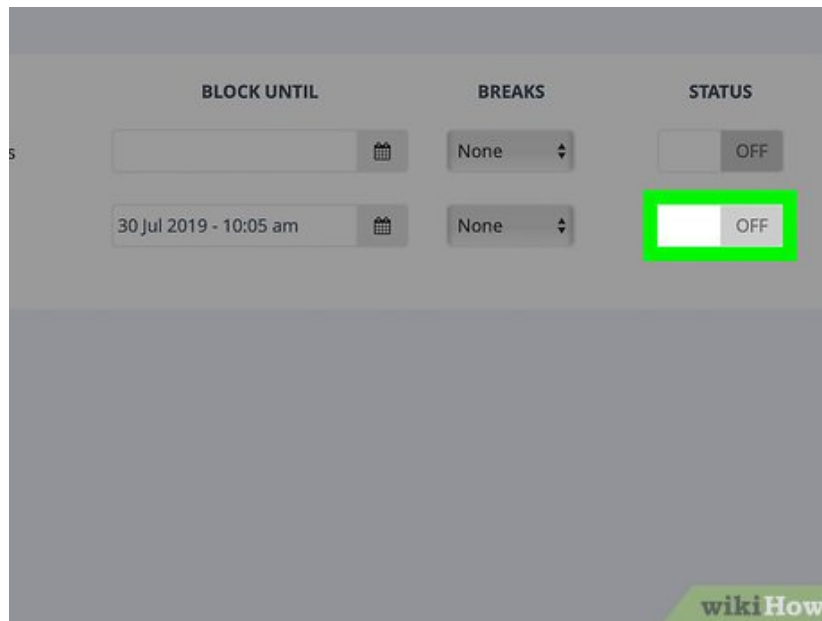 BLOCK UNTIL BREAKS STATUS
s None OFF
30 Jul 2019 - 10:05 am None OFF
wikiHow